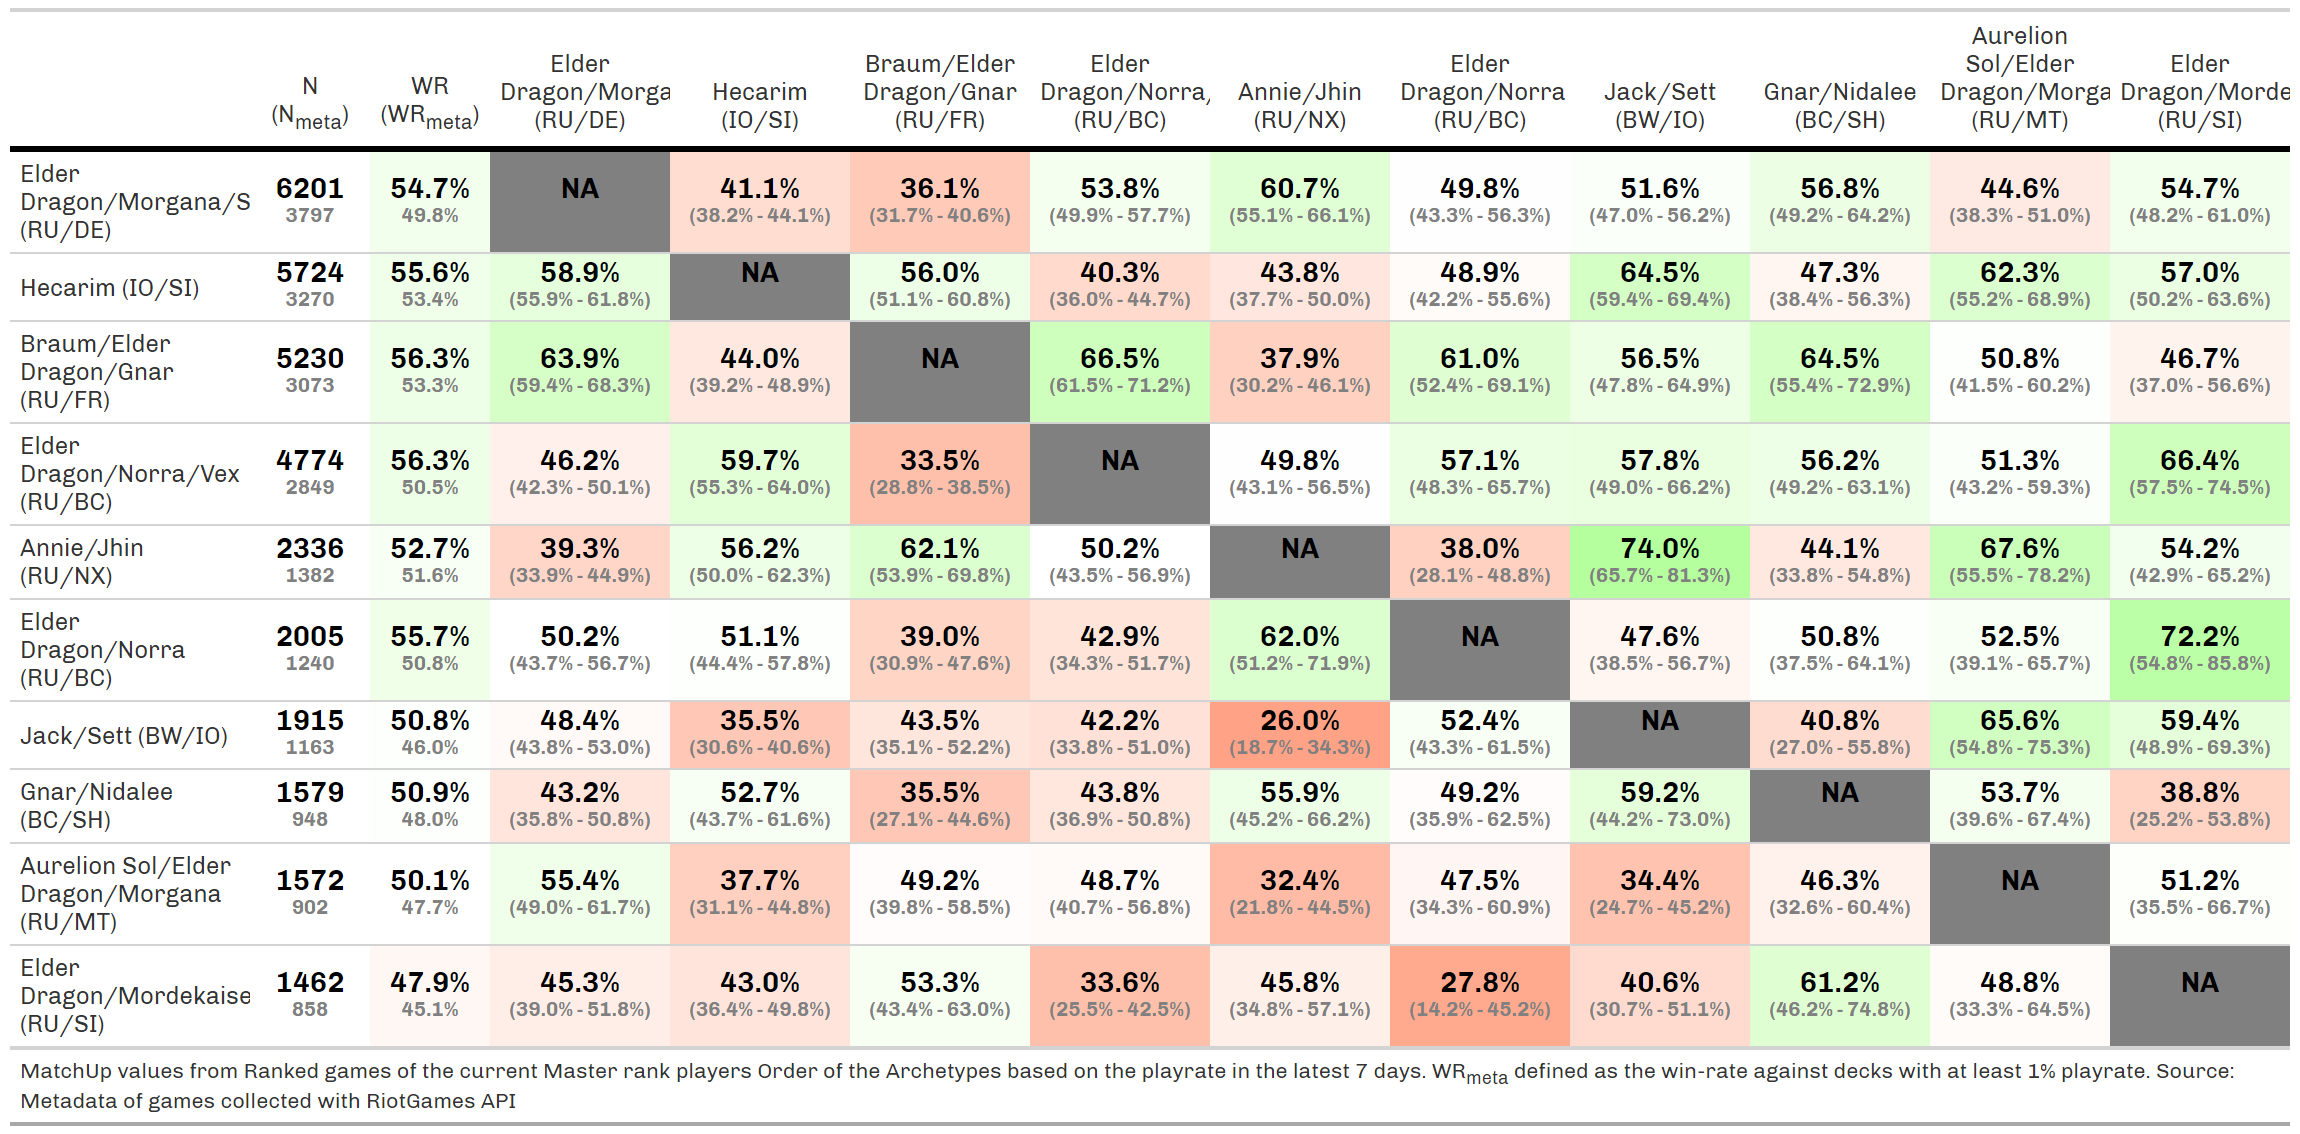 N WR Elder Hecarim Braum/Elder Elder Annie/Jhin Elder Jack/Sett Gnar/Nidalee Aurelion Elder
(Nmeta) (WRmeta) Dragon/Morga (IO/SI) Dragon/Gnar Dragon/Norra/ (RU/NX) Dragon/Norra (BW/IO) (BC/SH) Sol/Elder Dragon/Morde
(RU/DE) (RU/FR) (RU/BC) (RU/BC) Dragon/Morga (RU/SI)
(RU/MT)
Elder
Dragon/Morgana/S
(RU/DE)
6201 54.7% NA 41.1% 36.1% 53.8% 60.7% 49.8% 51.6% 56.8% 44.6% 54.7%
3797 49.8% (38.2% - 44.1%) (31.7% - 40.6%) (49.9% - 57.7%) (55.1% - 66.1%) (43.3% - 56.3%) (47.0% - 56.2%) (49.2% - 64.2%) (38.3% - 51.0%) (48.2% - 61.0%)
Hecarim (IO/SI)
5724 55.6% 58.9% NA 56.0% 40.3% 43.8% 48.9% 64.5% 47.3% 62.3% 57.0%
3270 53.4% (55.9% - 61.8%) (51.1% - 60.8%) (36.0% - 44.7%) (37.7% - 50.0%) (42.2% - 55.6%) (59.4% - 69.4%) (38.4% - 56.3%) (55.2% - 68.9%) (50.2% - 63.6%)
Braum/Elder
Dragon/Gnar
(RU/FR)
5230 56.3% 63.9% 44.0% NA 66.5% 37.9% 61.0% 56.5% 64.5% 50.8% 46.7%
3073 53.3% (59.4% - 68.3%) (39.2% - 48.9%) (61.5% - 71.2%) (30.2% - 46.1%) (52.4% - 69.1%) (47.8% - 64.9%) (55.4% - 72.9%) (41.5% - 60.2%) (37.0% - 56.6%)
Elder
Dragon/Norra/Vex
(RU/BC)
4774 56.3% 46.2% 59.7% 33.5% NA 49.8% 57.1% 57.8% 56.2% 51.3% 66.4%
2849 50.5% (42.3% - 50.1%) (55.3% - 64.0%) (28.8% - 38.5%) (43.1% - 56.5%) (48.3% - 65.7%) (49.0% - 66.2%) (49.2% - 63.1%) (43.2% - 59.3%) (57.5% - 74.5%)
Annie/Jhin
(RU/NX)
2336 52.7% 39.3% 56.2% 62.1% 50.2% NA 38.0% 74.0% 44.1% 67.6% 54.2%
1382 51.6% (33.9% - 44.9%) (50.0% - 62.3%) (53.9% - 69.8%) (43.5% - 56.9%) (28.1% - 48.8%) (65.7% - 81.3%) (33.8% - 54.8%) (55.5% - 78.2%) (42.9% - 65.2%)
Elder
Dragon/Norra
(RU/BC)
2005 55.7% 50.2% 51.1% 39.0% 42.9% 62.0% NA 47.6% 50.8% 52.5% 72.2%
1240 50.8% (43.7% - 56.7%) (44.4% - 57.8%) (30.9% - 47.6%) (34.3% - 51.7%) (51.2% - 71.9%) (38.5% - 56.7%) (37.5% - 64.1%) (39.1% - 65.7%) (54.8% - 85.8%)
Jack/Sett (BW/IO)
1915 50.8% 48.4% 35.5% 43.5% 42.2% 26.0% 52.4% NA 40.8% 65.6% 59.4%
1163 46.0% (43.8% - 53.0%) (30.6% - 40.6%) (35.1% - 52.2%) (33.8% - 51.0%) (18.7% - 34.3%) (43.3% - 61.5%) (27.0% - 55.8%) (54.8% - 75.3%) (48.9% - 69.3%)
Gnar/Nidalee
(BC/SH)
1579 50.9% 43.2% 52.7% 35.5% 43.8% 55.9% 49.2% 59.2% NA 53.7% 38.8%
948 48.0% (35.8% - 50.8%) (43.7% - 61.6%) (27.1% - 44.6%) (36.9% - 50.8%) (45.2% - 66.2%) (35.9% - 62.5%) (44.2% - 73.0%) (39.6% - 67.4%) (25.2% - 53.8%)
Aurelion Sol/Elder
Dragon/Morgana
(RU/MT)
1572 50.1% 55.4% 37.7% 49.2% 48.7% 32.4% 47.5% 34.4% 46.3% NA 51.2%
902 47.7% (49.0% - 61.7%) (31.1% - 44.8%) (39.8% - 58.5%) (40.7% - 56.8%) (21.8% - 44.5%) (34.3% - 60.9%) (24.7% - 45.2%) (32.6% - 60.4%) (35.5% - 66.7%)
Elder
Dragon/Mordekaise
(RU/SI)
1462 47.9% 45.3% 43.0% 53.3% 33.6% 45.8% 27.8% 40.6% 61.2% 48.8% NA
858 45.1% (39.0% - 51.8%) (36.4% - 49.8%) (43.4% - 63.0%) (25.5% - 42.5%) (34.8% - 57.1%) (14.2% - 45.2%) (30.7% - 51.1%) (46.2% - 74.8%) (33.3% - 64.5%)
MatchUp values from Ranked games of the current Master rank players Order of the Archetypes based on the playrate in the latest 7 days. WRmeta defined as the win-rate against decks with at least 1% playrate. Source:
Metadata of games collected with RiotGames API